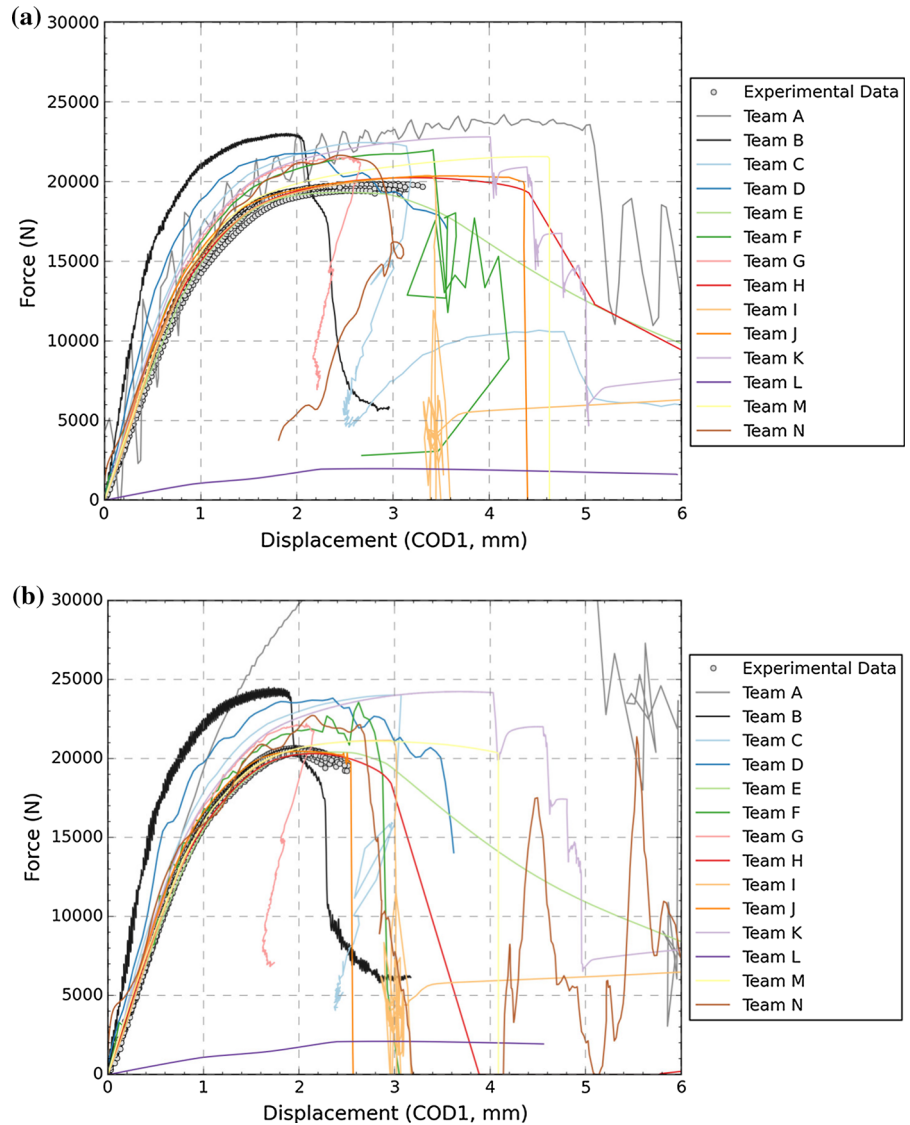 (a)
30000
25000
20000
15000
10000
5000
0
Force (N)
0 1 2 3 4 5 6
Displacement (COD1, mm)
Experimental Data
Team A
Team B
Team C
Team D
Team E
Team F
Team G
Team H
Team I
Team J
Team K
Team L
Team M
Team N
(b)
30000
25000
20000
15000
10000
5000
0
Force (N)
0 1 2 3 4 5 6
Displacement (COD1, mm)
Experimental Data
Team A
Team B
Team C
Team D
Team E
Team F
Team G
Team H
Team I
Team J
Team K
Team L
Team M
Team N